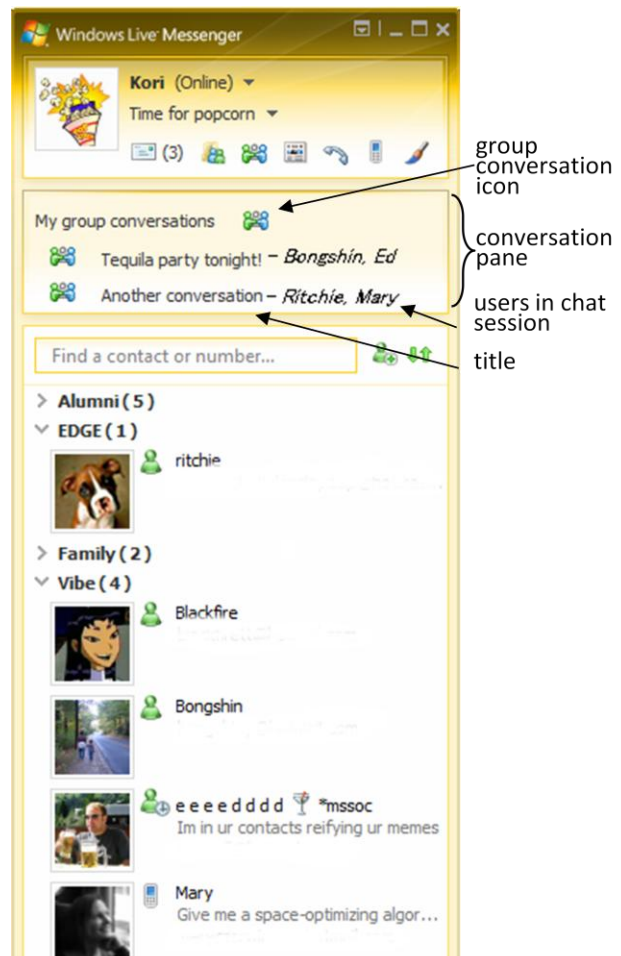 Windows Live Messenger
Kori (Online)
Time for popcorn
(3)
group
conversation
icon
My group conversations
conversation
pane
Tequila party tonight! – Bongshin, Ed
Another conversation – Ritchie, Mary
users in chat
session
title
Find a contact or number...
Alumni ( 5 )
EDGE ( 1 )
ritchie
Family ( 2 )
Vibe ( 4 )
Blackfire
Bongshin
e e e e d d d d *mssoc
Im in ur contacts reifying ur memes
Mary
Give me a space-optimizing algor...